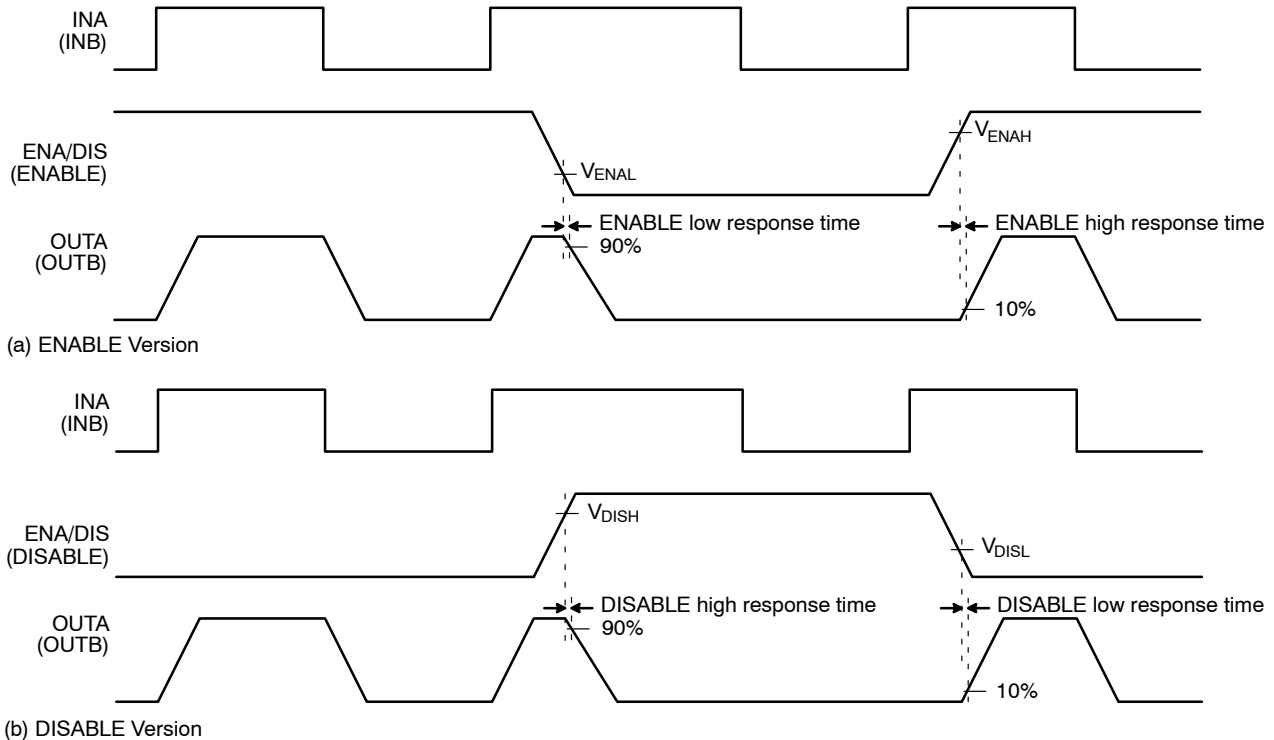 INA
(INB)
ENA/DIS
(ENABLE)
VENAL
VENAH
ENABLE low response time
ENABLE high response time
OUTA
(OUTB)
90%
10%
(a) ENABLE Version
INA
(INB)
ENA/DIS
(DISABLE)
VDISH
VDISL
DISABLE high response time
DISABLE low response time
OUTA
(OUTB)
90%
10%
(b) DISABLE Version